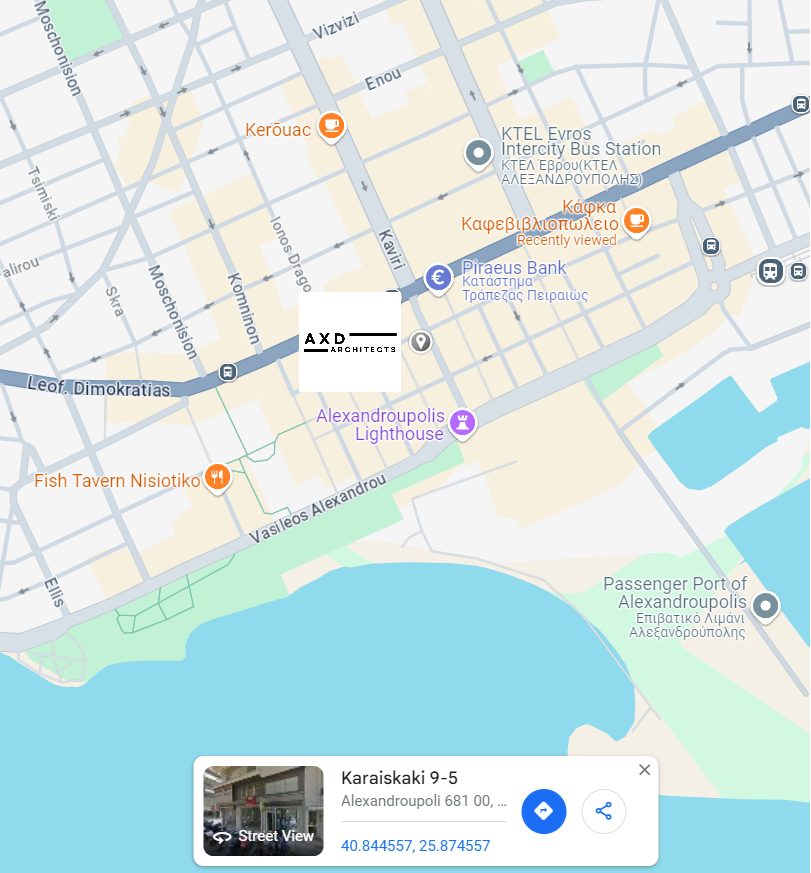 Moschonision
Vizvizi
Enou
Kerōuac
KTEL Evros
Intercity Bus Station
ΚΤΕΛ Έβρου(ΚΤΕΛ
ΑΛΕΞΑΝΔΡΟΥΠΟΛΗΣ)
Tsimiski
Κάφκα
Καφεβιβλιοπωλείο
Recently viewed
Ionos Drago
Kaviri
alirou
Skra
Moschonision
Komninon
Piraeus Bank
Κατάστημα
Τράπεζας Πειραιώς
AXD
ARCHITECTS
Leof. Dimokratias
Alexandroupolis
Lighthouse
Fish Tavern Nisiotiko
Vasileos Alexandrou
Ellis
Passenger Port of
Alexandroupolis
Επιβατικό Λιμάνι
Αλεξανδρούπολης
Karaiskaki 9-5
Alexandroupoli 681 00, ...
Street View
40.844557, 25.874557